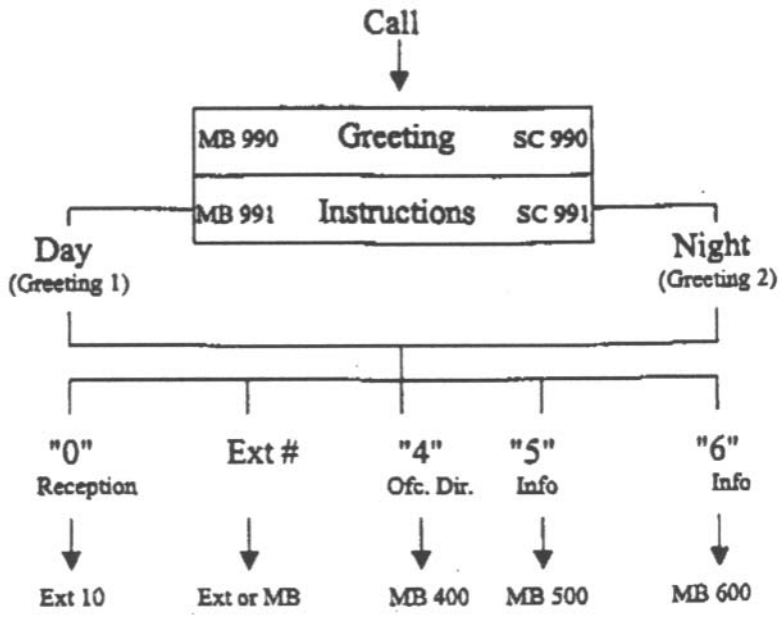 Call
MB 990 Greeting SC 990
MB 991 Instructions SC 991
Day
(Greeting 1)
Night
(Greeting 2)
"0" Ext # "4" "5" "6"
Reception Ofc. Dir. Info Info
Ext 10 Ext or MB MB 400 MB 500 MB 600